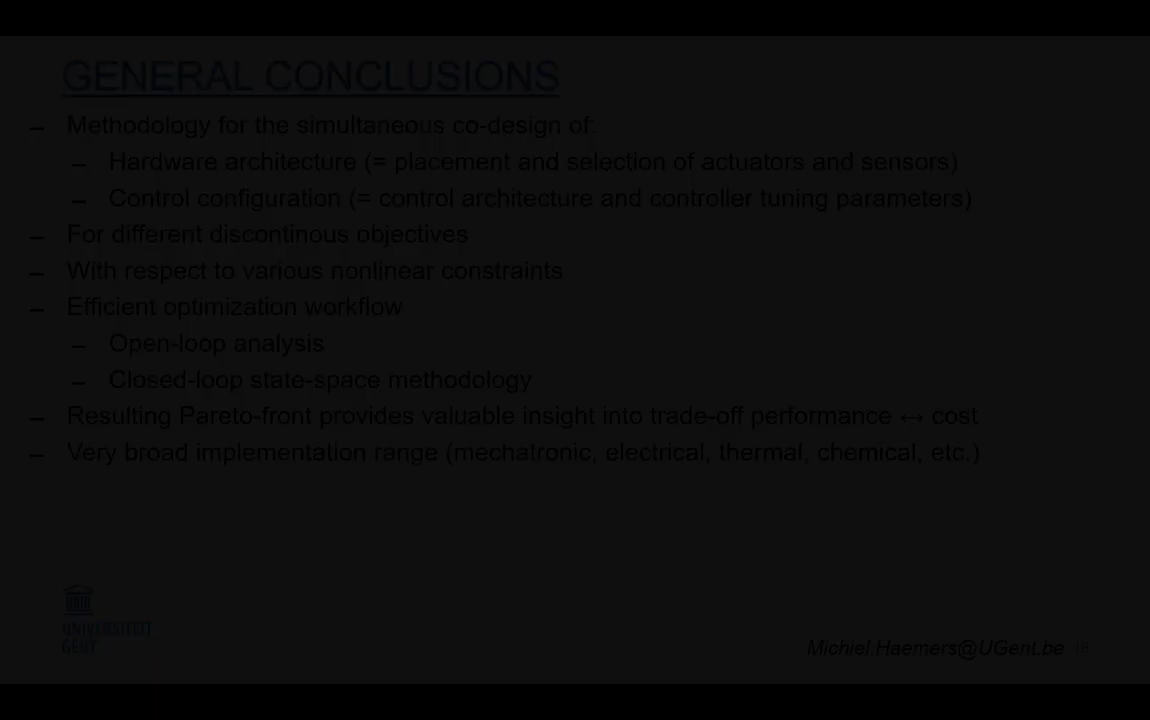 GENERAL CONCLUSIONS
– Methodology for the simultaneous co-design of:
– Hardware architecture (= placement and selection of actuators and sensors)
– Control configuration (= control architecture and controller tuning parameters)
– For different discontinous objectives
– With respect to various nonlinear constraints
– Efficient optimization workflow
– Open-loop analysis
– Closed-loop state-space methodology
– Resulting Pareto-front provides valuable insight into trade-off performance ↔ cost
– Very broad implementation range (mechatronic, electrical, thermal, chemical, etc.)
UNIVERSITEIT
GENT
Michiel.Haemers@UGent.be 18